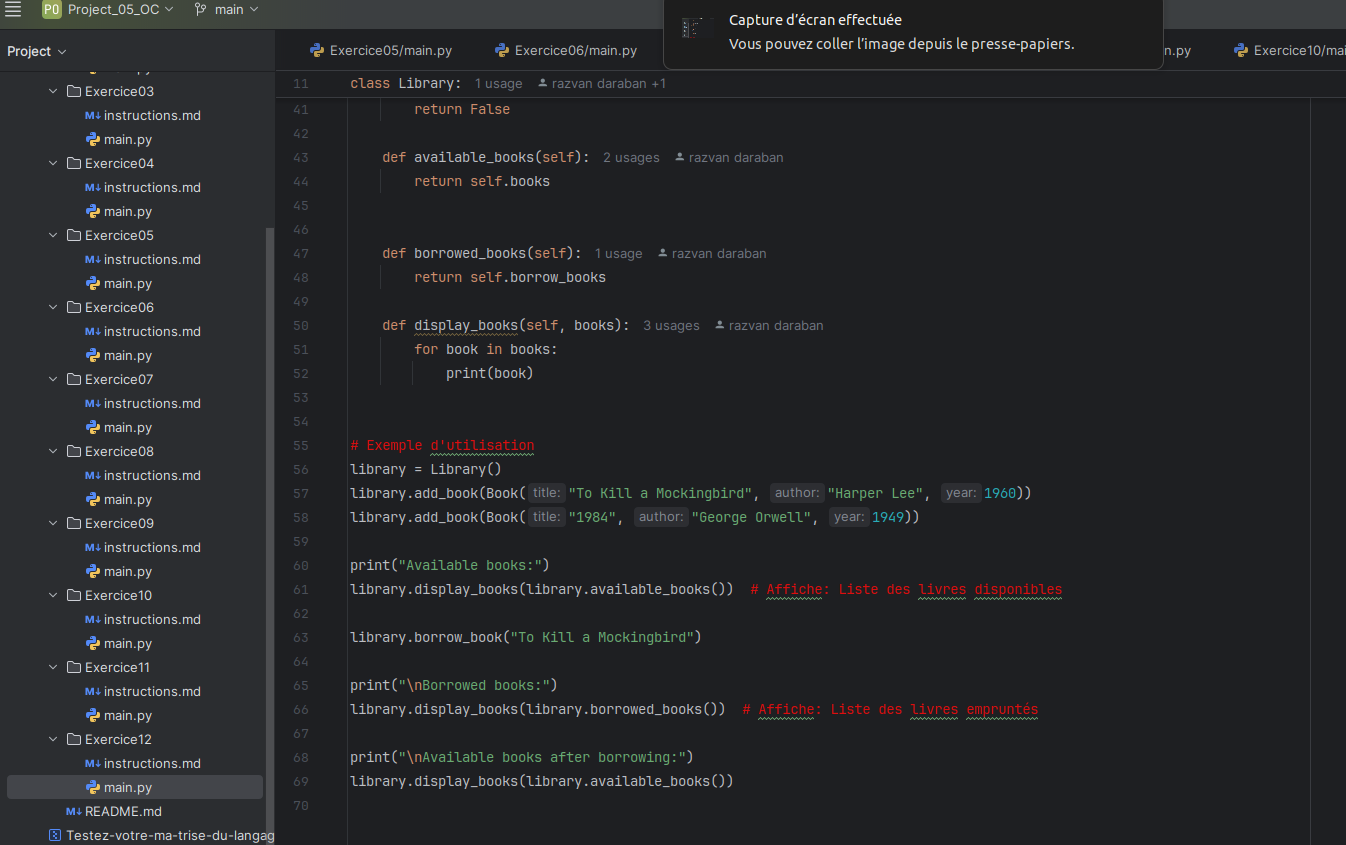 PO Project_05_OC main
Capture d'écran effectuée
Vous pouvez coller l'image depuis le presse-papiers.
Project
Exercice05/main.py Exercice06/main.py n.py Exercice10/mai
Exercice03
instructions.md
main.py
Exercice04
instructions.md
main.py
Exercice05
instructions.md
main.py
Exercice06
instructions.md
main.py
Exercice07
instructions.md
main.py
Exercice08
instructions.md
main.py
Exercice09
instructions.md
main.py
Exercice10
instructions.md
main.py
Exercice11
instructions.md
main.py
Exercice12
instructions.md
main.py
README.md
Testez-votre-ma-trise-du-langag
11 class Library: 1 usage razvan daraban +1
41 return False
42
43 def available_books(self): 2 usages razvan daraban
44 return self.books
45
46
47 def borrowed_books(self): 1 usage razvan daraban
48 return self.borrow_books
49
50 def display_books(self, books): 3 usages razvan daraban
51 for book in books:
52 print(book)
53
54
55 # Exemple d'utilisation
56 library = Library()
57 library.add_book(Book( title: "To Kill a Mockingbird", author: "Harper Lee", year: 1960))
58 library.add_book(Book( title: "1984", author: "George Orwell", year: 1949))
59
60 print("Available books:")
61 library.display_books(library.available_books()) # Affiche: Liste des livres disponibles
62
63 library.borrow_book("To Kill a Mockingbird")
64
65 print("\nBorrowed books:")
66 library.display_books(library.borrowed_books()) # Affiche: Liste des livres empruntés
67
68 print("\nAvailable books after borrowing:")
69 library.display_books(library.available_books())
70